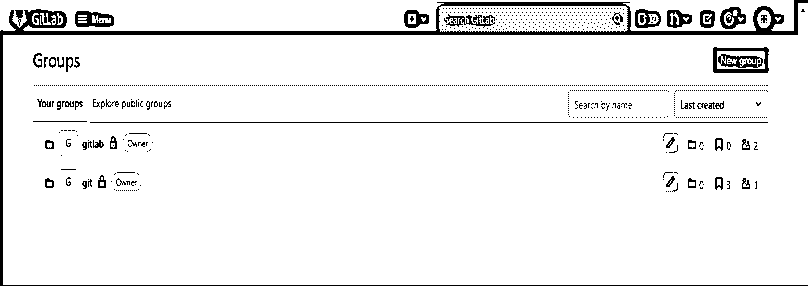 GitLab Menu Search GitLab
Groups
New group
Your groups Explore public groups Search by name Last created
G gitlab Owner 0 0 2
G git Owner 0 3 1